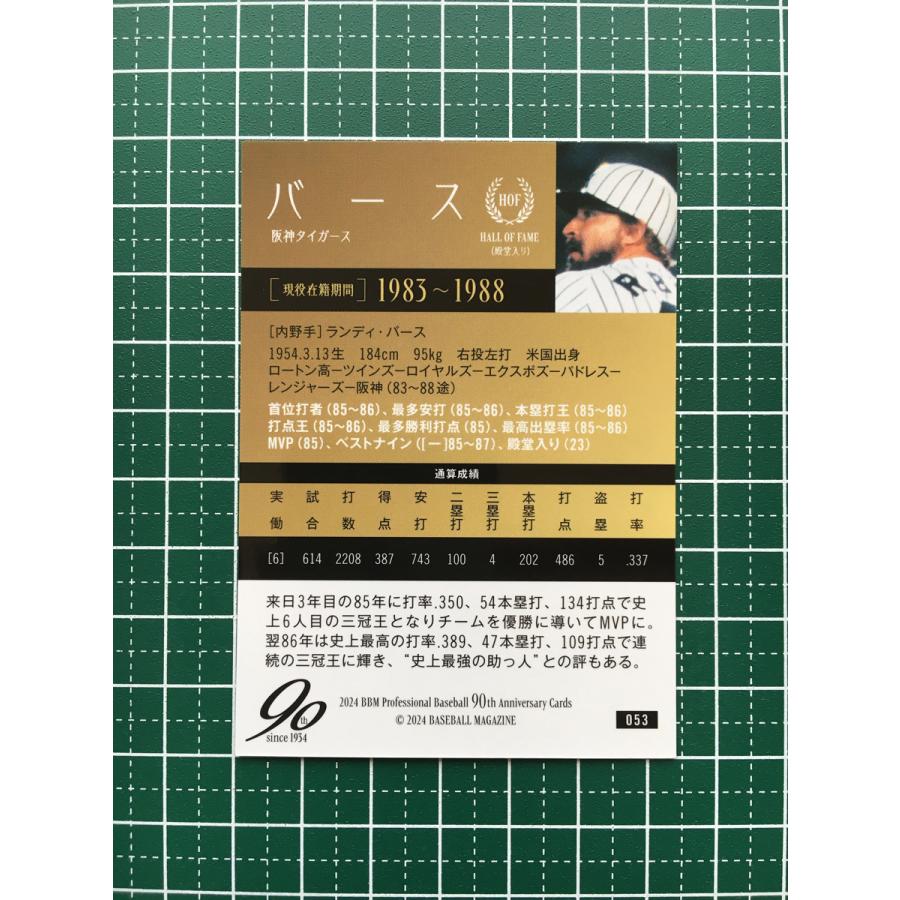 バース
HOF
阪神タイガース
HALL OF FAME
(殿堂入り)
[現役在籍期間] 1983~1988
[内野手] ランディ・バース
1954.3.13生 184cm 95kg 右投左打 米国出身
ロートン高ーツインズーロイヤルズーエクスポズーパドレスー
レンジャーズー阪神 (83~88途)
首位打者 (85~86)、最多安打 (85~86)、本塁打王 (85~86)
打点王 (85~86)、最多勝利打点 (85)、最高出塁率 (85~86)
MVP (85)、ベストナイン ([一]85~87)、殿堂入り (23)
通算成績
実働 試合 打数 得点 安打 二塁打 三塁打 本塁打 打点 盗塁 打率
[6] 614 2208 387 743 100 4 202 486 5 .337
来日3年目の85年に打率.350、54本塁打、134打点で史
上6人目の三冠王となりチームを優勝に導いてMVPに。
翌86年は史上最高の打率.389、47本塁打、109打点で連
続の三冠王に輝き、“史上最強の助っ人”との評もある。
90th
since 1934
2024 BBM Professional Baseball 90th Anniversary Cards
© 2024 BASEBALL MAGAZINE
053